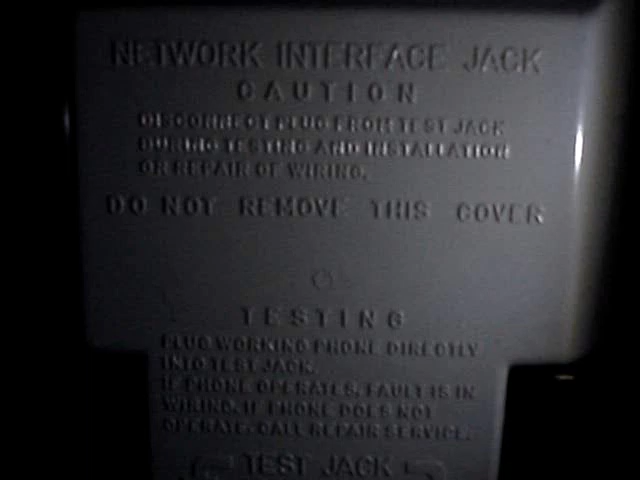 NETWORK INTERFACE JACK
CAUTION
DISCONNECT PLUG FROM TEST JACK
DURING TESTING AND INSTALLATION
OR REPAIR OF WIRING.
DO NOT REMOVE THIS COVER
TESTING
PLUG WORKING PHONE DIRECTLY
INTO TEST JACK.
IF PHONE OPERATES, FAULT IS IN
WIRING. IF PHONE DOES NOT
OPERATE, CALL REPAIR SERVICE.
TEST JACK